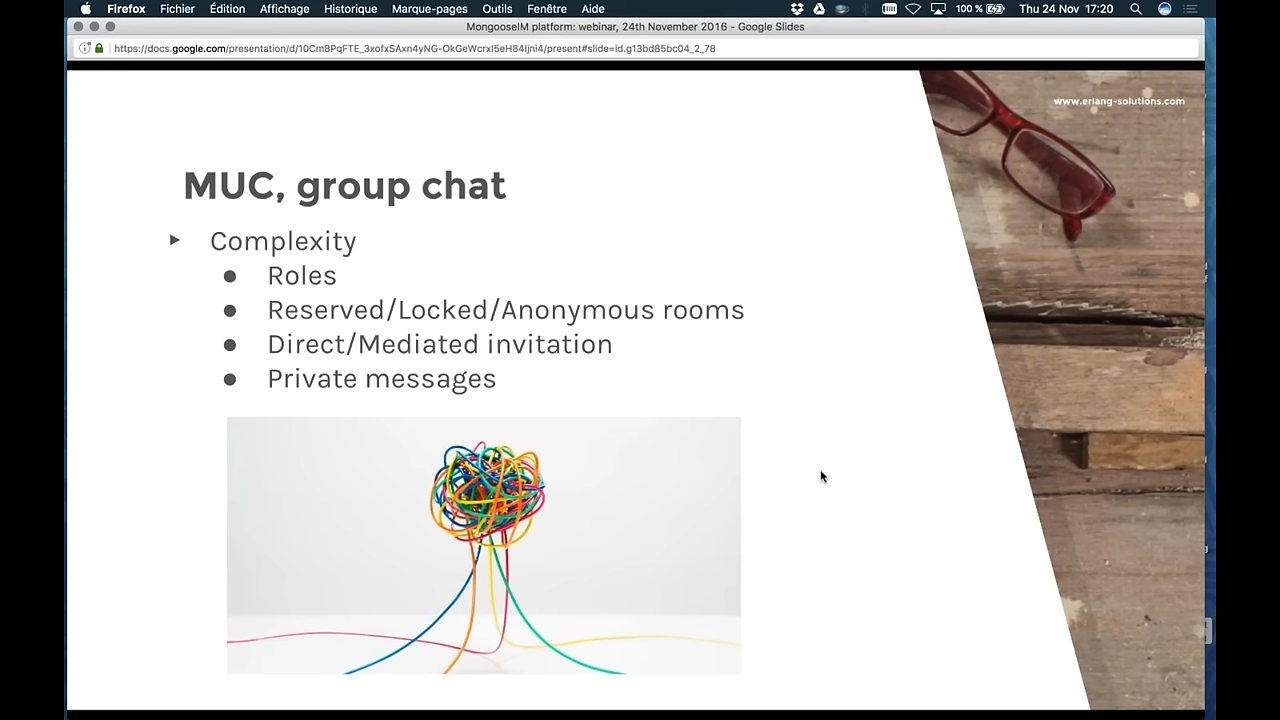 Firefox Fichier Édition Affichage Historique Marque-pages Outils Fenêtre Aide 100 % Thu 24 Nov 17:20
MongooseIM platform: webinar, 24th November 2016 - Google Slides
https://docs.google.com/presentation/d/10Cm8PqFTE_3xofxSAxn4yNG-OkGeWcrxI5eH84Ijni4/present#slide=id.g13bd85bc04_2_78
www.erlang-solutions.com
MUC, group chat
► Complexity
● Roles
● Reserved/Locked/Anonymous rooms
● Direct/Mediated invitation
● Private messages